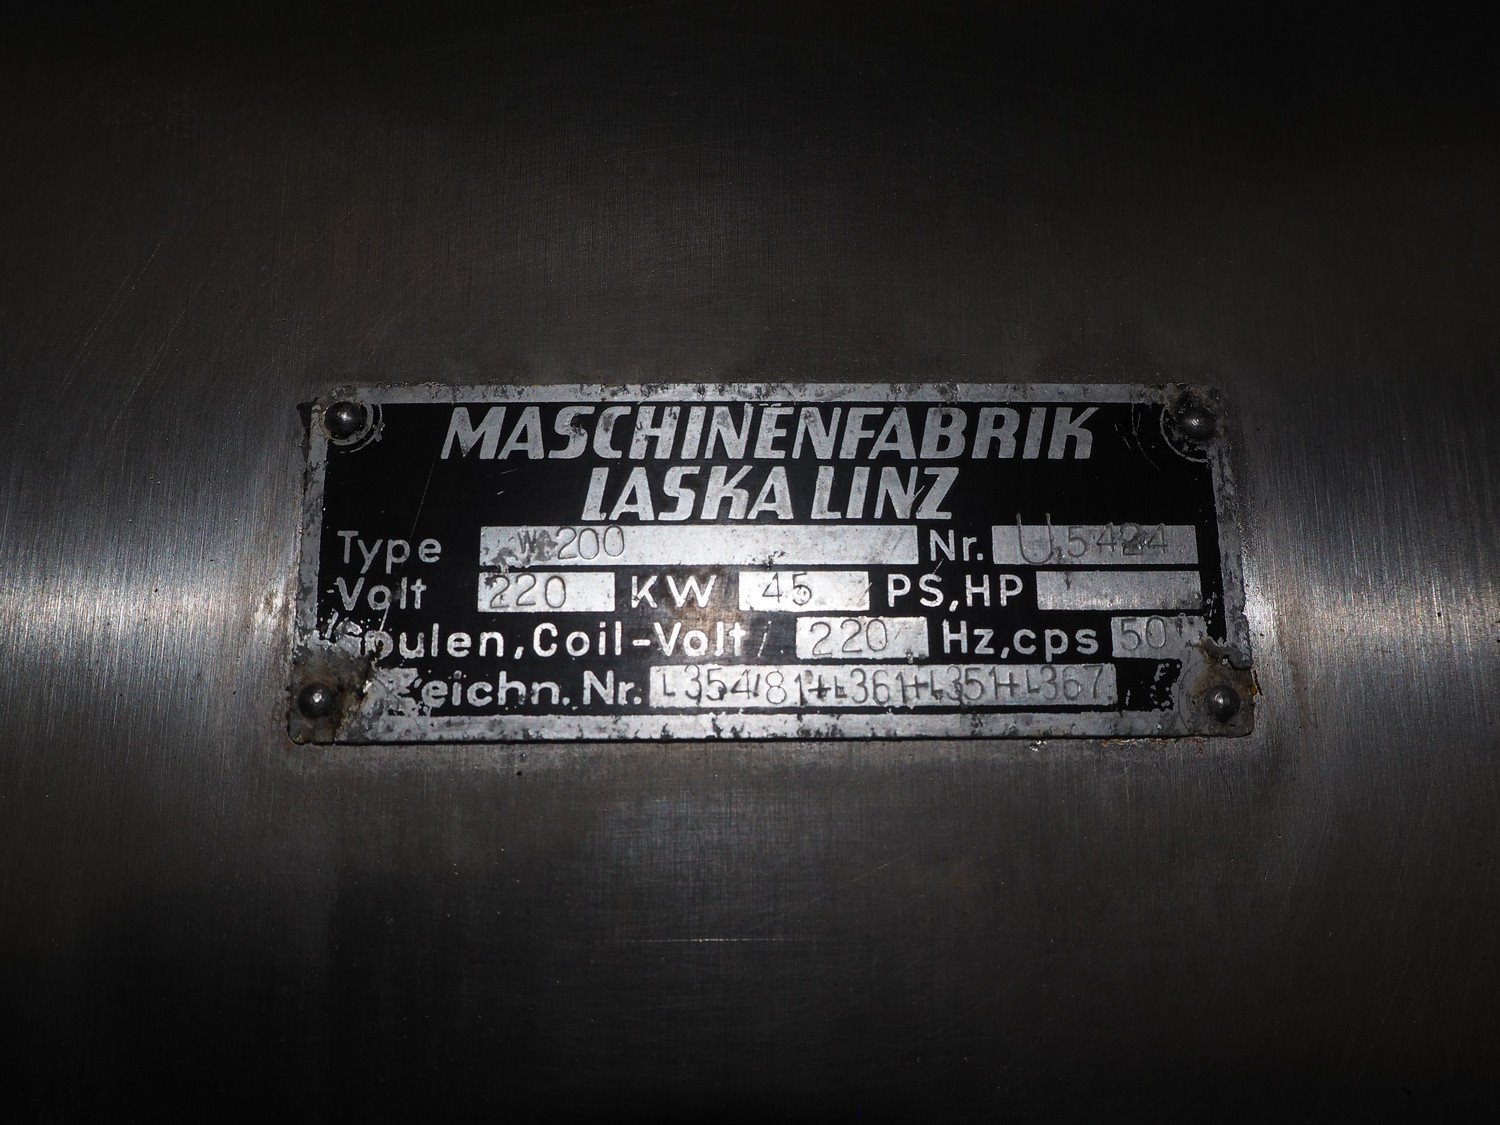 MASCHINENFABRIK
LASKA LINZ
Type WA 200 Nr. U 5424
Volt 220 KW 45 PS,HP
Spulen,Coil-Volt 220 Hz,cps 50
Zeichn.Nr. L354/81+L361+L351+L367